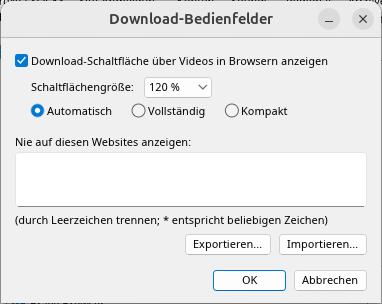 Download-Bedienfelder
Download-Schaltfläche über Videos in Browsern anzeigen
Schaltflächengröße: 120 %
Automatisch Vollständig Kompakt
Nie auf diesen Websites anzeigen:
(durch Leerzeichen trennen; * entspricht beliebigen Zeichen)
Exportieren... Importieren...
OK Abbrechen